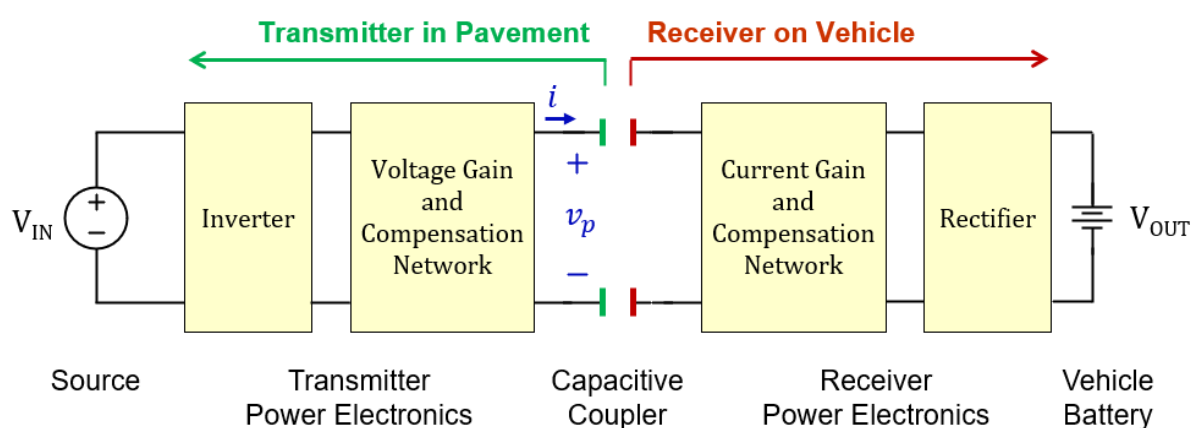 Transmitter in Pavement
Receiver on Vehicle
i
V_IN
+
−
Inverter
Voltage Gain
and
Compensation
Network
+
v_p
−
Current Gain
and
Compensation
Network
Rectifier
V_OUT
Source
Transmitter
Power Electronics
Capacitive
Coupler
Receiver
Power Electronics
Vehicle
Battery